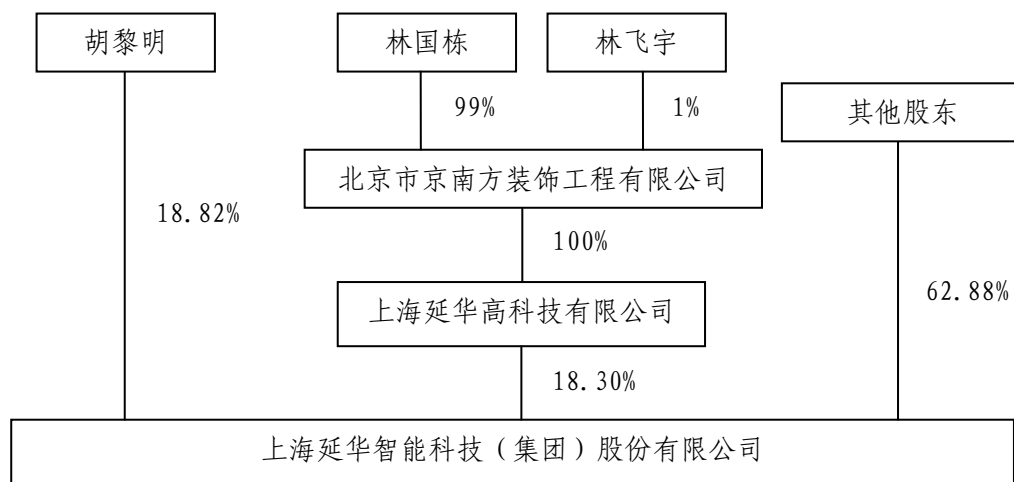 胡黎明
林国栋
林飞宇
其他股东
99%
1%
北京市京南方装饰工程有限公司
18.82%
100%
62.88%
上海延华高科技有限公司
18.30%
上海延华智能科技（集团）股份有限公司